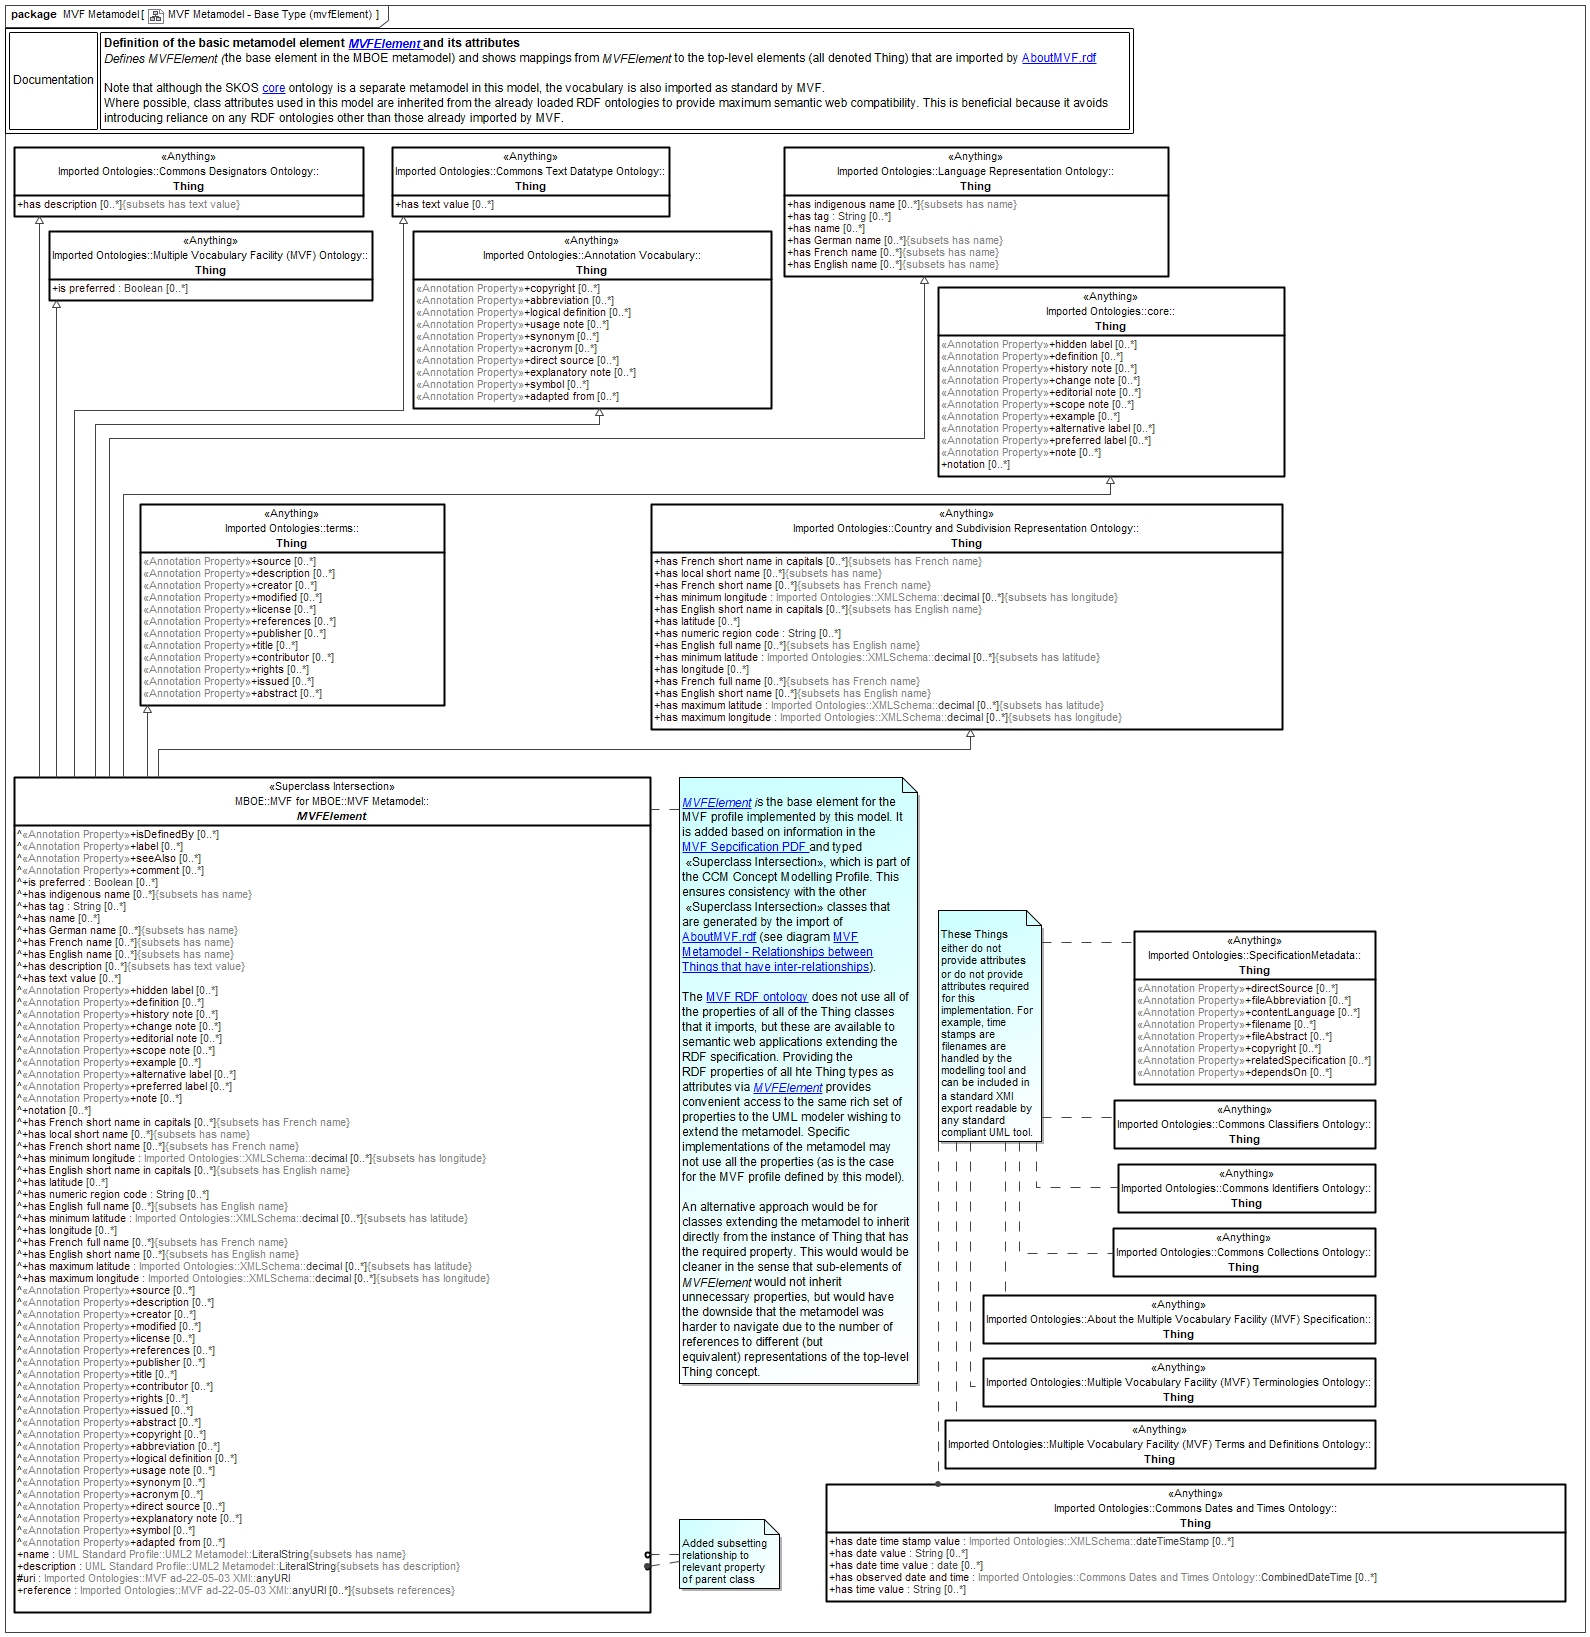 package MVF Metamodel[ MVF Metamodel - Base Type (mvfElement) ]
Documentation
Definition of the basic metamodel element MVFElement and its attributes
Defines MVFElement (the base element in the MBOE metamodel) and shows mappings from MVFElement to the top-level elements (all denoted Thing) that are imported by AboutMVF.rdf
Note that although the SKOS core ontology is a separate metamodel in this model, the vocabulary is also imported as standard by MVF.
Where possible, class attributes used in this model are inherited from the already loaded RDF ontologies to provide maximum semantic web compatibility. This is beneficial because it avoids
introducing reliance on any RDF ontologies other than those already imported by MVF.
«Anything»
Imported Ontologies::Commons Designators Ontology::
Thing
+has description [0..*]{subsets has text value}
«Anything»
Imported Ontologies::Commons Text Datatype Ontology::
Thing
+has text value [0..*]
«Anything»
Imported Ontologies::Language Representation Ontology::
Thing
+has indigenous name [0..*]{subsets has name}
+has tag : String [0..*]
+has name [0..*]
+has German name [0..*]{subsets has name}
+has French name [0..*]{subsets has name}
+has English name [0..*]{subsets has name}
«Anything»
Imported Ontologies::Multiple Vocabulary Facility (MVF) Ontology::
Thing
+is preferred : Boolean [0..*]
«Anything»
Imported Ontologies::Annotation Vocabulary::
Thing
«Annotation Property»+copyright [0..*]
«Annotation Property»+abbreviation [0..*]
«Annotation Property»+logical definition [0..*]
«Annotation Property»+usage note [0..*]
«Annotation Property»+synonym [0..*]
«Annotation Property»+acronym [0..*]
«Annotation Property»+direct source [0..*]
«Annotation Property»+explanatory note [0..*]
«Annotation Property»+symbol [0..*]
«Annotation Property»+adapted from [0..*]
«Anything»
Imported Ontologies::core::
Thing
«Annotation Property»+hidden label [0..*]
«Annotation Property»+definition [0..*]
«Annotation Property»+history note [0..*]
«Annotation Property»+change note [0..*]
«Annotation Property»+editorial note [0..*]
«Annotation Property»+scope note [0..*]
«Annotation Property»+example [0..*]
«Annotation Property»+alternative label [0..*]
«Annotation Property»+preferred label [0..*]
«Annotation Property»+note [0..*]
+notation [0..*]
«Anything»
Imported Ontologies::terms::
Thing
«Annotation Property»+source [0..*]
«Annotation Property»+description [0..*]
«Annotation Property»+creator [0..*]
«Annotation Property»+modified [0..*]
«Annotation Property»+license [0..*]
«Annotation Property»+references [0..*]
«Annotation Property»+publisher [0..*]
«Annotation Property»+title [0..*]
«Annotation Property»+contributor [0..*]
«Annotation Property»+rights [0..*]
«Annotation Property»+issued [0..*]
«Annotation Property»+abstract [0..*]
«Anything»
Imported Ontologies::Country and Subdivision Representation Ontology::
Thing
+has French short name in capitals [0..*]{subsets has French name}
+has local short name [0..*]{subsets has name}
+has French short name [0..*]{subsets has French name}
+has minimum longitude : Imported Ontologies::XMLSchema::decimal [0..*]{subsets has longitude}
+has English short name in capitals [0..*]{subsets has English name}
+has latitude [0..*]
+has numeric region code : String [0..*]
+has English full name [0..*]{subsets has English name}
+has minimum latitude : Imported Ontologies::XMLSchema::decimal [0..*]{subsets has latitude}
+has longitude [0..*]
+has French full name [0..*]{subsets has French name}
+has English short name [0..*]{subsets has English name}
+has maximum latitude : Imported Ontologies::XMLSchema::decimal [0..*]{subsets has latitude}
+has maximum longitude : Imported Ontologies::XMLSchema::decimal [0..*]{subsets has longitude}
«Superclass Intersection»
MBOE::MVF for MBOE::MVF Metamodel::
MVFElement
^«Annotation Property»+isDefinedBy [0..*]
^«Annotation Property»+label [0..*]
^«Annotation Property»+seeAlso [0..*]
^«Annotation Property»+comment [0..*]
^+is preferred : Boolean [0..*]
^+has indigenous name [0..*]{subsets has name}
^+has tag : String [0..*]
^+has name [0..*]
^+has German name [0..*]{subsets has name}
^+has French name [0..*]{subsets has name}
^+has English name [0..*]{subsets has name}
^+has description [0..*]{subsets has text value}
^+has text value [0..*]
^«Annotation Property»+hidden label [0..*]
^«Annotation Property»+definition [0..*]
^«Annotation Property»+history note [0..*]
^«Annotation Property»+change note [0..*]
^«Annotation Property»+editorial note [0..*]
^«Annotation Property»+scope note [0..*]
^«Annotation Property»+example [0..*]
^«Annotation Property»+alternative label [0..*]
^«Annotation Property»+preferred label [0..*]
^«Annotation Property»+note [0..*]
^+notation [0..*]
^+has French short name in capitals [0..*]{subsets has French name}
^+has local short name [0..*]{subsets has name}
^+has French short name [0..*]{subsets has French name}
^+has minimum longitude : Imported Ontologies::XMLSchema::decimal [0..*]{subsets has longitude}
^+has English short name in capitals [0..*]{subsets has English name}
^+has latitude [0..*]
^+has numeric region code : String [0..*]
^+has English full name [0..*]{subsets has English name}
^+has minimum latitude : Imported Ontologies::XMLSchema::decimal [0..*]{subsets has latitude}
^+has longitude [0..*]
^+has French full name [0..*]{subsets has French name}
^+has English short name [0..*]{subsets has English name}
^+has maximum latitude : Imported Ontologies::XMLSchema::decimal [0..*]{subsets has latitude}
^+has maximum longitude : Imported Ontologies::XMLSchema::decimal [0..*]{subsets has longitude}
^«Annotation Property»+source [0..*]
^«Annotation Property»+description [0..*]
^«Annotation Property»+creator [0..*]
^«Annotation Property»+modified [0..*]
^«Annotation Property»+license [0..*]
^«Annotation Property»+references [0..*]
^«Annotation Property»+publisher [0..*]
^«Annotation Property»+title [0..*]
^«Annotation Property»+contributor [0..*]
^«Annotation Property»+rights [0..*]
^«Annotation Property»+issued [0..*]
^«Annotation Property»+abstract [0..*]
^«Annotation Property»+copyright [0..*]
^«Annotation Property»+abbreviation [0..*]
^«Annotation Property»+logical definition [0..*]
^«Annotation Property»+usage note [0..*]
^«Annotation Property»+synonym [0..*]
^«Annotation Property»+acronym [0..*]
^«Annotation Property»+direct source [0..*]
^«Annotation Property»+explanatory note [0..*]
^«Annotation Property»+symbol [0..*]
^«Annotation Property»+adapted from [0..*]
+name : UML Standard Profile::UML2 Metamodel::LiteralString{subsets has name}
+description : UML Standard Profile::UML2 Metamodel::LiteralString{subsets has description}
#uri : Imported Ontologies::MVF ad-22-05-03 XMI::anyURI
+reference : Imported Ontologies::MVF ad-22-05-03 XMI::anyURI [0..*]{subsets references}
MVFElement is the base element for the
MVF profile implemented by this model. It
is added based on information in the
MVF Sepcification PDF and typed
«Superclass Intersection», which is part of
the CCM Concept Modelling Profile. This
ensures consistency with the other
«Superclass Intersection» classes that
are generated by the import of
AboutMVF.rdf (see diagram MVF
Metamodel - Relationships between
Things that have inter-relationships).
The MVF RDF ontology does not use all of
the properties of all of the Thing classes
that it imports, but these are available to
semantic web applications extending the
RDF specification. Providing the
RDF properties of all hte Thing types as
attributes via MVFElement provides
convenient access to the same rich set of
properties to the UML modeler wishing to
extend the metamodel. Specific
implementations of the metamodel may
not use all the properties (as is the case
for the MVF profile defined by this model).
An alternative approach would be for
classes extending the metamodel to inherit
directly from the instance of Thing that has
the required property. This would would be
cleaner in the sense that sub-elements of
MVFElement would not inherit
unnecessary properties, but would have
the downside that the metamodel was
harder to navigate due to the number of
references to different (but
equivalent) representations of the top-level
Thing concept.
Added subsetting
relationship to
relevant property
of parent class
These Things
either do not
provide attributes
or do not provide
attributes required
for this
implementation. For
example, time
stamps are
filenames are
handled by the
modelling tool and
can be included in
a standard XMI
export readable by
any standard
compliant UML tool.
«Anything»
Imported Ontologies::SpecificationMetadata::
Thing
«Annotation Property»+directSource [0..*]
«Annotation Property»+fileAbbreviation [0..*]
«Annotation Property»+contentLanguage [0..*]
«Annotation Property»+filename [0..*]
«Annotation Property»+fileAbstract [0..*]
«Annotation Property»+copyright [0..*]
«Annotation Property»+relatedSpecification [0..*]
«Annotation Property»+dependsOn [0..*]
«Anything»
Imported Ontologies::Commons Classifiers Ontology::
Thing
«Anything»
Imported Ontologies::Commons Identifiers Ontology::
Thing
«Anything»
Imported Ontologies::Commons Collections Ontology::
Thing
«Anything»
Imported Ontologies::About the Multiple Vocabulary Facility (MVF) Specification::
Thing
«Anything»
Imported Ontologies::Multiple Vocabulary Facility (MVF) Terminologies Ontology::
Thing
«Anything»
Imported Ontologies::Multiple Vocabulary Facility (MVF) Terms and Definitions Ontology::
Thing
«Anything»
Imported Ontologies::Commons Dates and Times Ontology::
Thing
+has date time stamp value : Imported Ontologies::XMLSchema::dateTimeStamp [0..*]
+has date value : String [0..*]
+has date time value : date [0..*]
+has observed date and time : Imported Ontologies::Commons Dates and Times Ontology::CombinedDateTime [0..*]
+has time value : String [0..*]